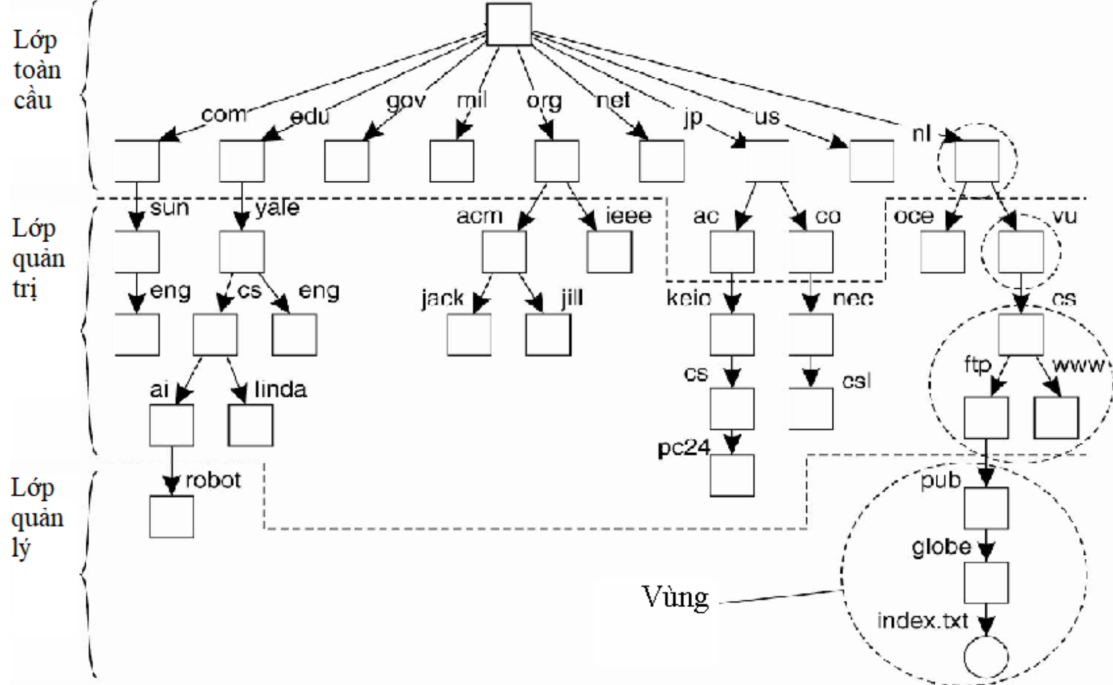 Lớp
toàn
cầu
com
edu
gov
mil
org
net
jp
us
nl
Lớp
quản
trị
sun
yale
acm
ieee
ac
co
oce
vu
eng
cs
eng
jack
jill
keio
nec
cs
ai
linda
cs
csl
ftp
www
pc24
Lớp
quản
lý
robot
pub
globe
Vùng
index.txt